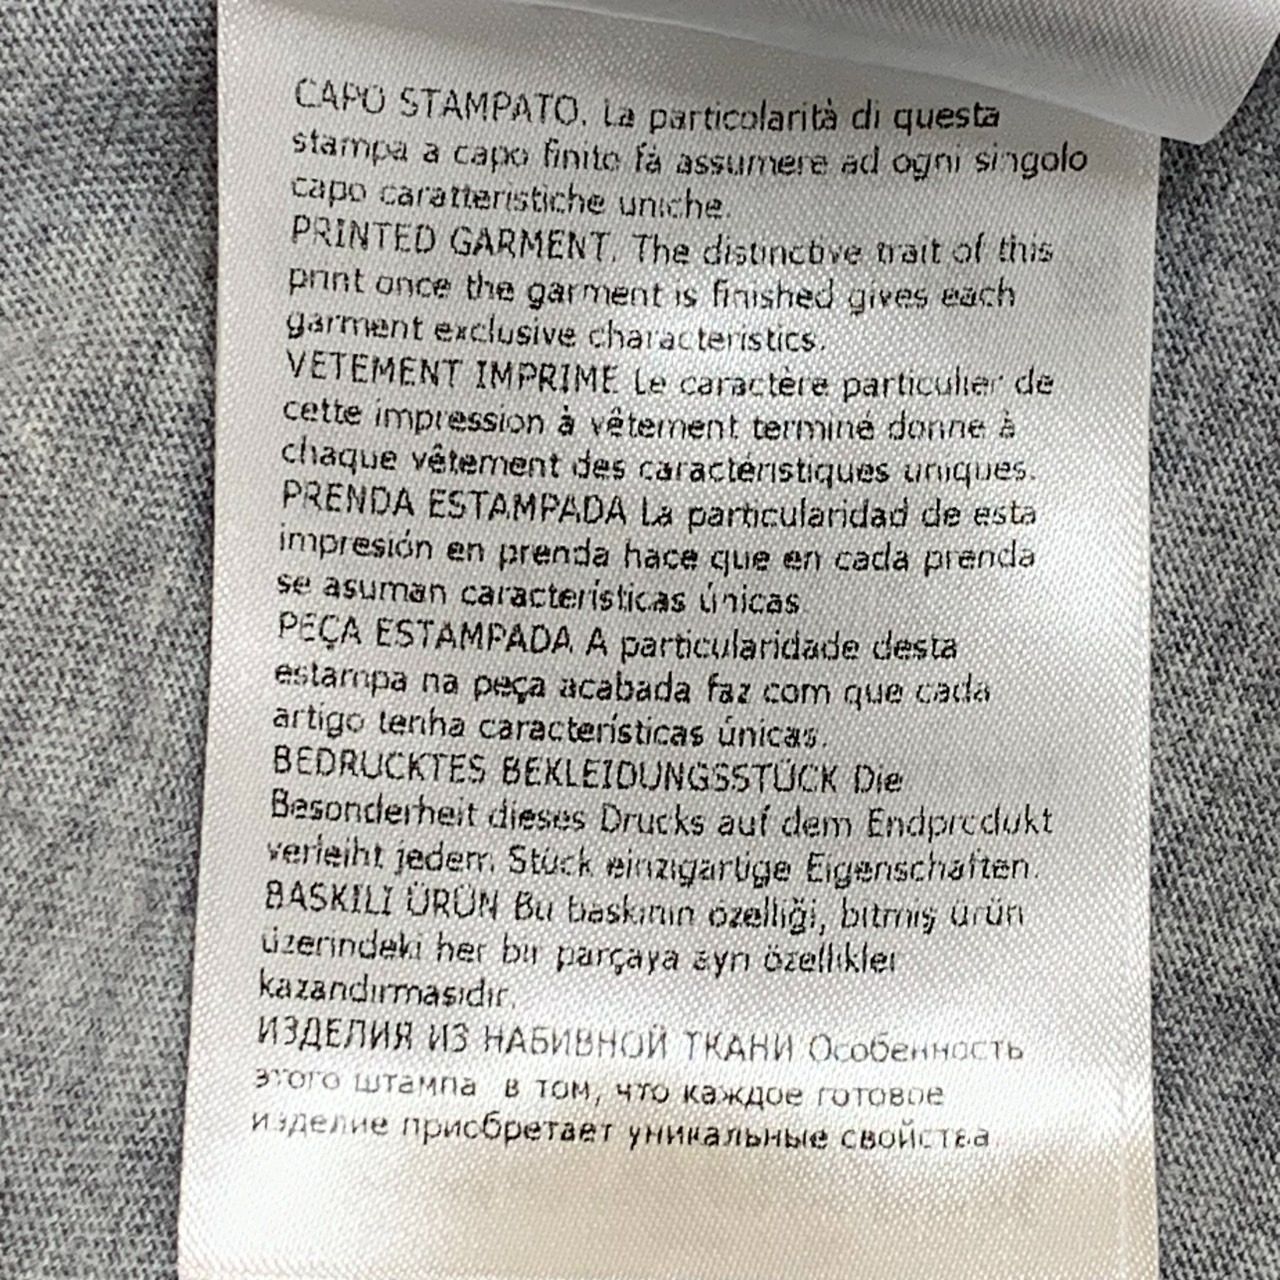 CAPO STAMPATO. La particolarità di questa
stampa a capo finito fa assumere ad ogni singolo
capo caratteristiche uniche.
PRINTED GARMENT. The distinctive trait of this
print once the garment is finished gives each
garment exclusive characteristics.
VETEMENT IMPRIME Le caractère particulier de
cette impression à vêtement terminé donne à
chaque vêtement des caractéristiques uniques.
PRENDA ESTAMPADA La particularidad de esta
impresión en prenda hace que en cada prenda
se asuman características únicas
PEÇA ESTAMPADA A particularidade desta
estampa na peça acabada faz com que cada
artigo tenha características únicas.
BEDRUCKTES BEKLEIDUNGSSTÜCK Die
Besonderheit dieses Drucks auf dem Endprodukt
verleiht jedem Stück einzigartige Eigenschaften.
BASKILI ÜRÜN Bu baskının özelliği, bitmiş ürün
üzerindeki her bir parçaya ayrı özellikler
kazandırmasıdır.
ИЗДЕЛИЯ ИЗ НАБИВНОЙ ТКАНИ Особенность
этого штампа в том, что каждое готовое
изделие приобретает уникальные свойства.